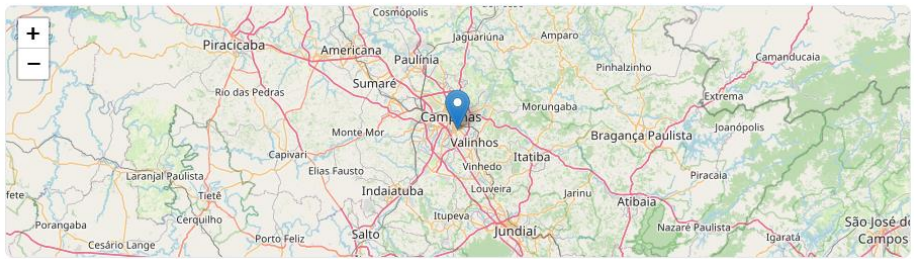 +
−
Cosmópolis
Jaguariúna
Amparo
Piracicaba
Americana
Paulínia
Camanducaia
Pinhalzinho
Sumaré
Rio das Pedras
Extrema
Morungaba
Campinas
Joanópolis
Monte Mor
Bragança Paulista
Valinhos
Capivari
Itatiba
Elias Fausto
Vinhedo
Laranjal Paulista
Piracaia
Indaiatuba
Louveira
Jarinu
fete
Tietê
Atibaia
Itupeva
Cerquilho
Porangaba
São José do
Campos
Nazaré Paulista
Jundiaí
Salto
Porto Feliz
Igaratá
Cesário Lange